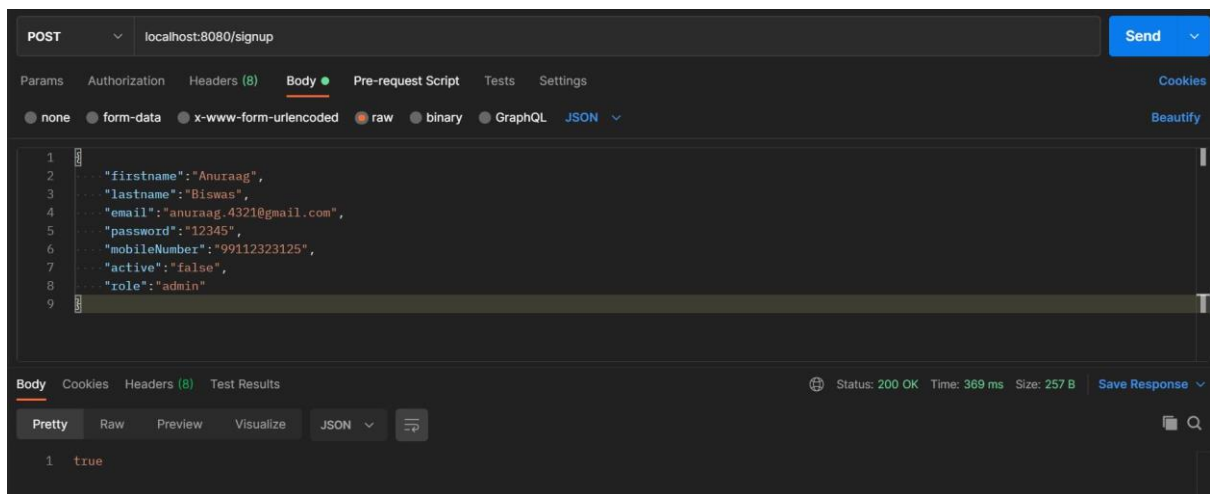 POST localhost:8080/signup Send
Params Authorization Headers (8) Body Pre-request Script Tests Settings Cookies
none form-data x-www-form-urlencoded raw binary GraphQL JSON Beautify
1 {
2 "firstname":"Anuraag",
3 "lastname":"Biswas",
4 "email":"anuraag.4321@gmail.com",
5 "password":"12345",
6 "mobileNumber":"99112323125",
7 "active":"false",
8 "role":"admin"
9 }
Body Cookies Headers (8) Test Results Status: 200 OK Time: 369 ms Size: 257 B Save Response
Pretty Raw Preview Visualize JSON
1 true